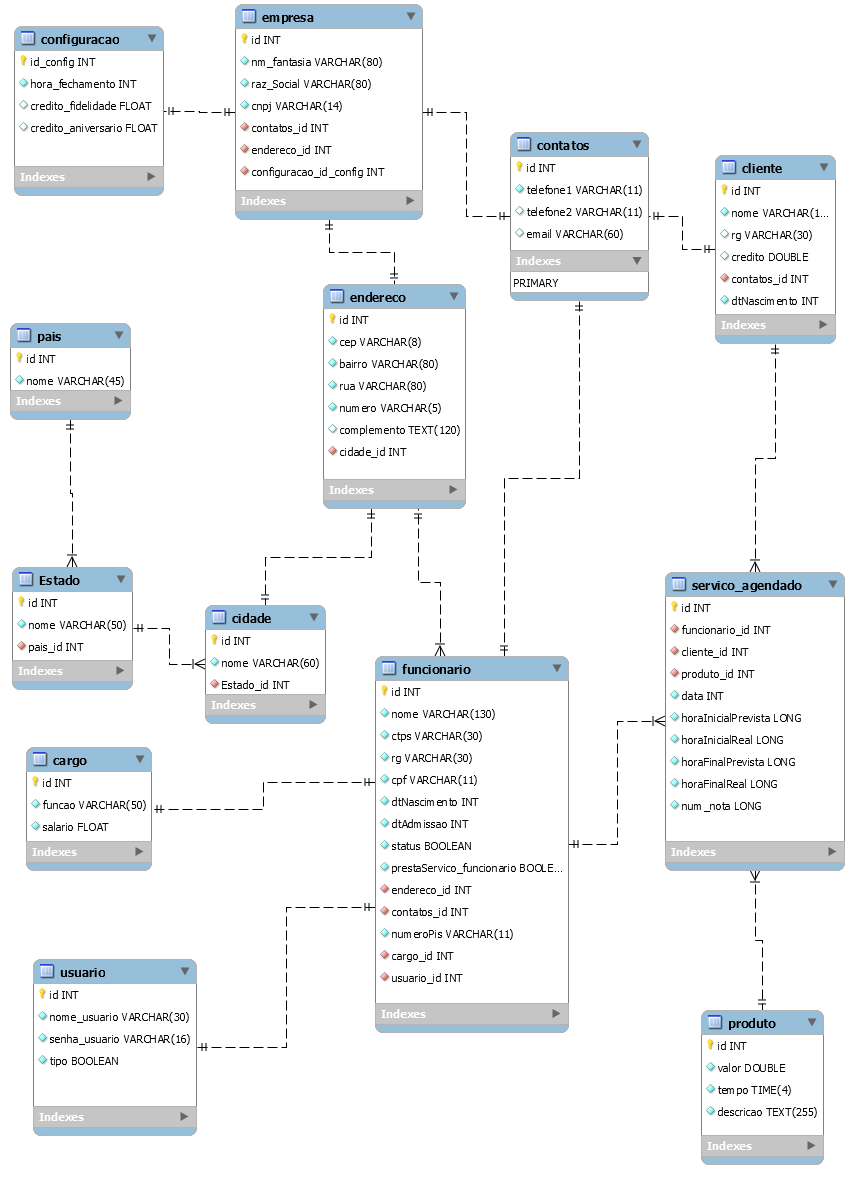 configuracao
id_config INT
hora_fechamento INT
credito_fidelidade FLOAT
credito_aniversario FLOAT
Indexes
empresa
id INT
nm_fantasia VARCHAR(80)
raz_Social VARCHAR(80)
cnpj VARCHAR(14)
contatos_id INT
endereco_id INT
configuracao_id_config INT
Indexes
contatos
id INT
telefone1 VARCHAR(11)
telefone2 VARCHAR(11)
email VARCHAR(60)
Indexes
PRIMARY
cliente
id INT
nome VARCHAR(1...
rg VARCHAR(30)
credito DOUBLE
contatos_id INT
dtNascimento INT
Indexes
endereco
id INT
cep VARCHAR(8)
bairro VARCHAR(80)
rua VARCHAR(80)
numero VARCHAR(5)
complemento TEXT(120)
cidade_id INT
Indexes
pais
id INT
nome VARCHAR(45)
Indexes
Estado
id INT
nome VARCHAR(50)
pais_id INT
Indexes
cidade
id INT
nome VARCHAR(60)
Estado_id INT
Indexes
funcionario
id INT
nome VARCHAR(130)
ctps VARCHAR(30)
rg VARCHAR(30)
cpf VARCHAR(11)
dtNascimento INT
dtAdmissao INT
status BOOLEAN
prestaServico_funcionario BOOLE...
endereco_id INT
contatos_id INT
numeroPis VARCHAR(11)
cargo_id INT
usuario_id INT
Indexes
servico_agendado
id INT
funcionario_id INT
cliente_id INT
produto_id INT
data INT
horaInicialPrevista LONG
horaInicialReal LONG
horaFinalPrevista LONG
horaFinalReal LONG
num_nota LONG
Indexes
cargo
id INT
funcao VARCHAR(50)
salario FLOAT
Indexes
usuario
id INT
nome_usuario VARCHAR(30)
senha_usuario VARCHAR(16)
tipo BOOLEAN
Indexes
produto
id INT
valor DOUBLE
tempo TIME(4)
descricao TEXT(255)
Indexes